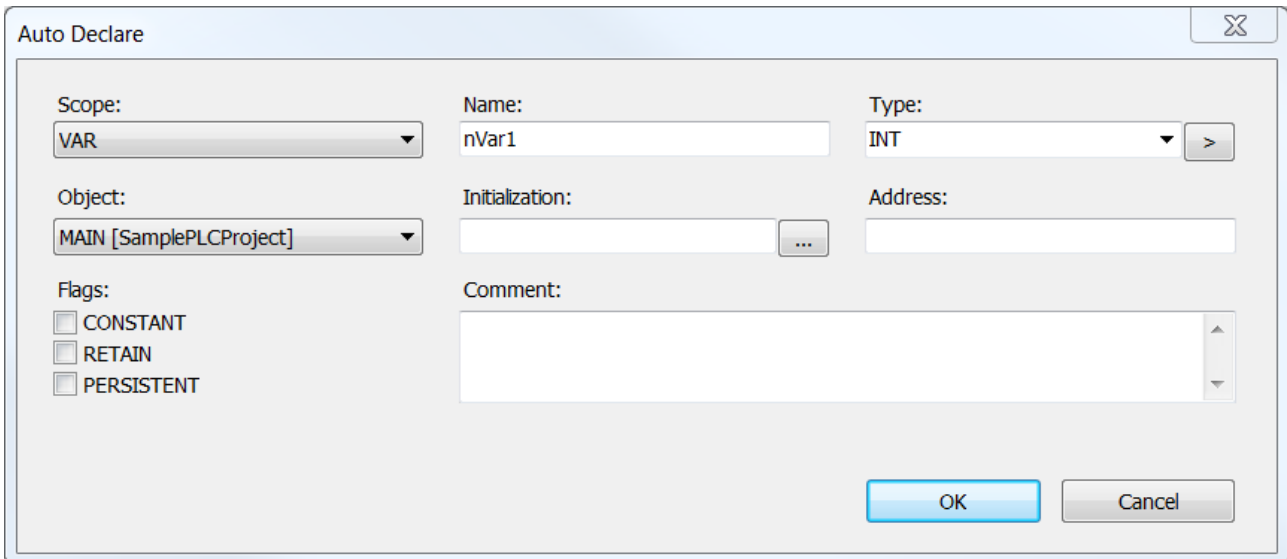 Auto Declare
Scope: Name: Type:
VAR nVar1 INT >
Object: Initialization: Address:
MAIN [SamplePLCProject] ...
Flags: Comment:
CONSTANT
RETAIN
PERSISTENT
OK Cancel